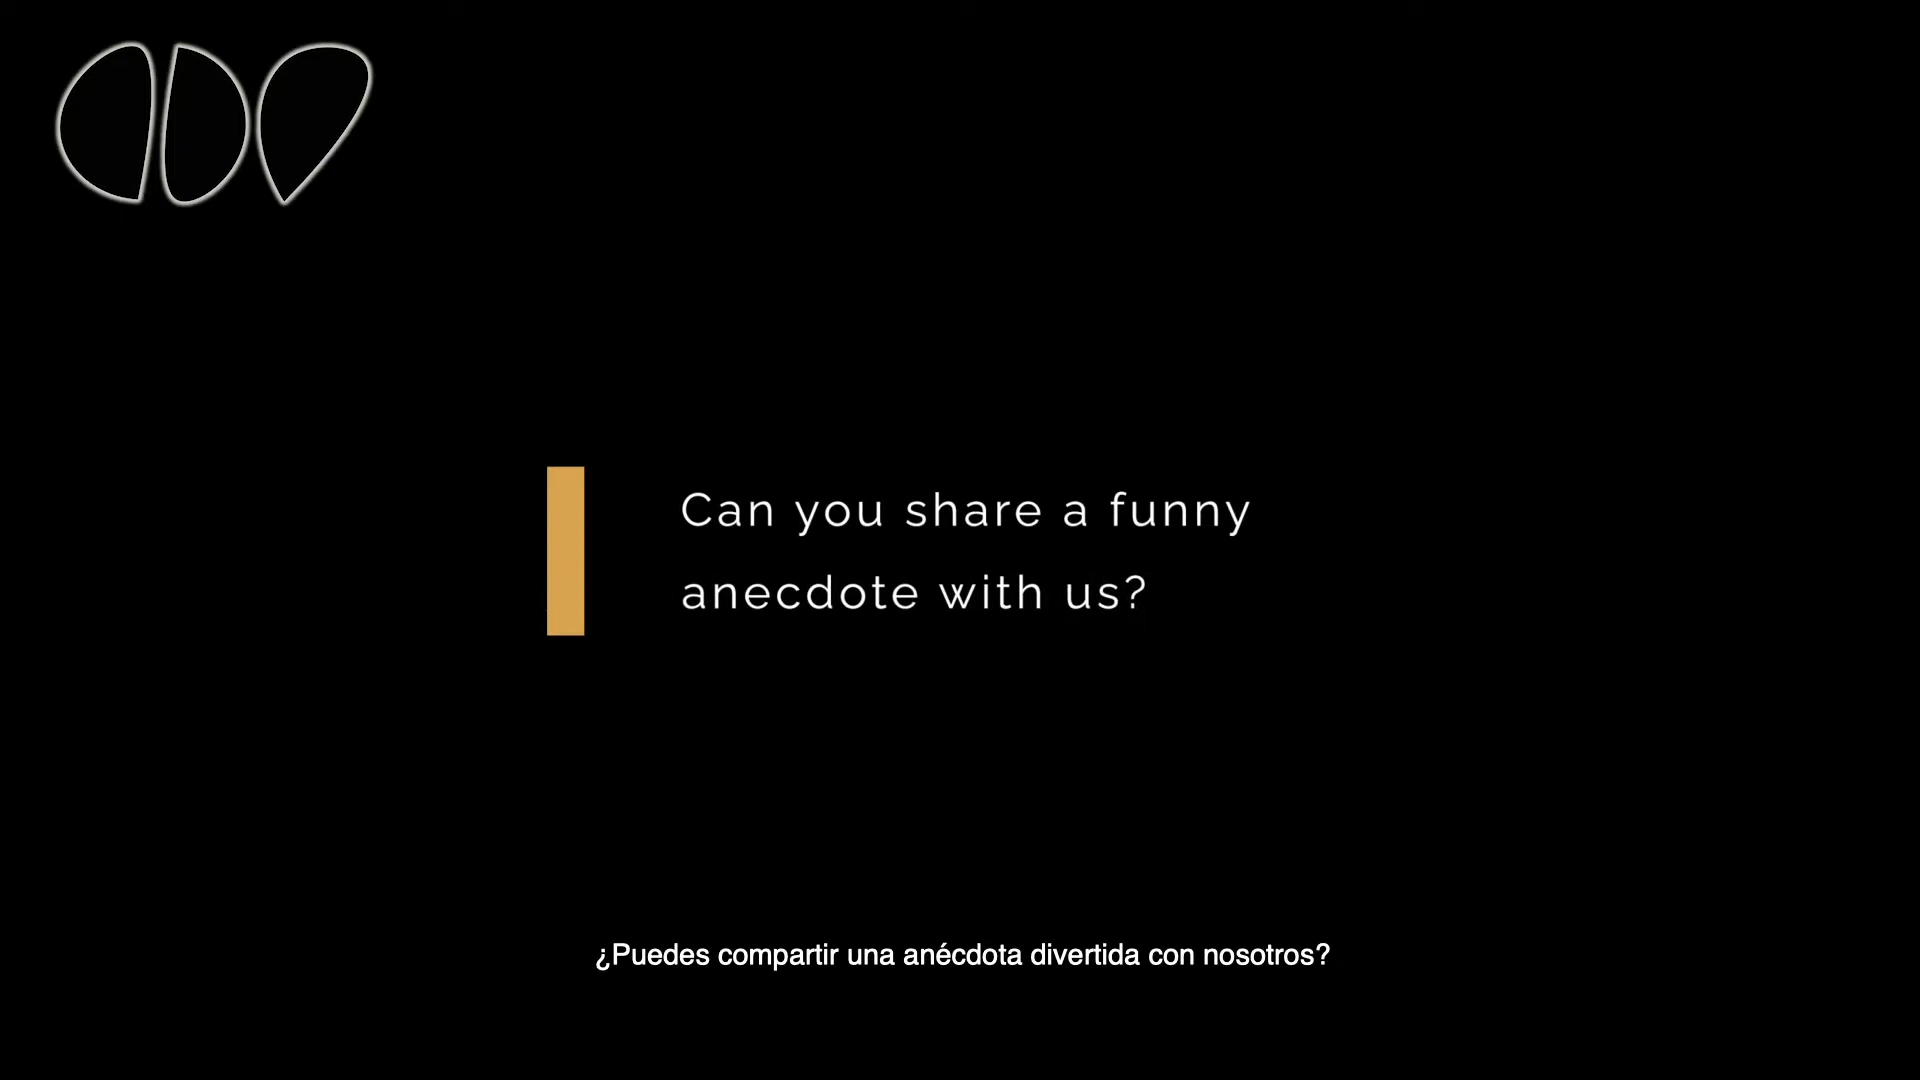 Can you share a funny
anecdote with us?
¿Puedes compartir una anécdota divertida con nosotros?